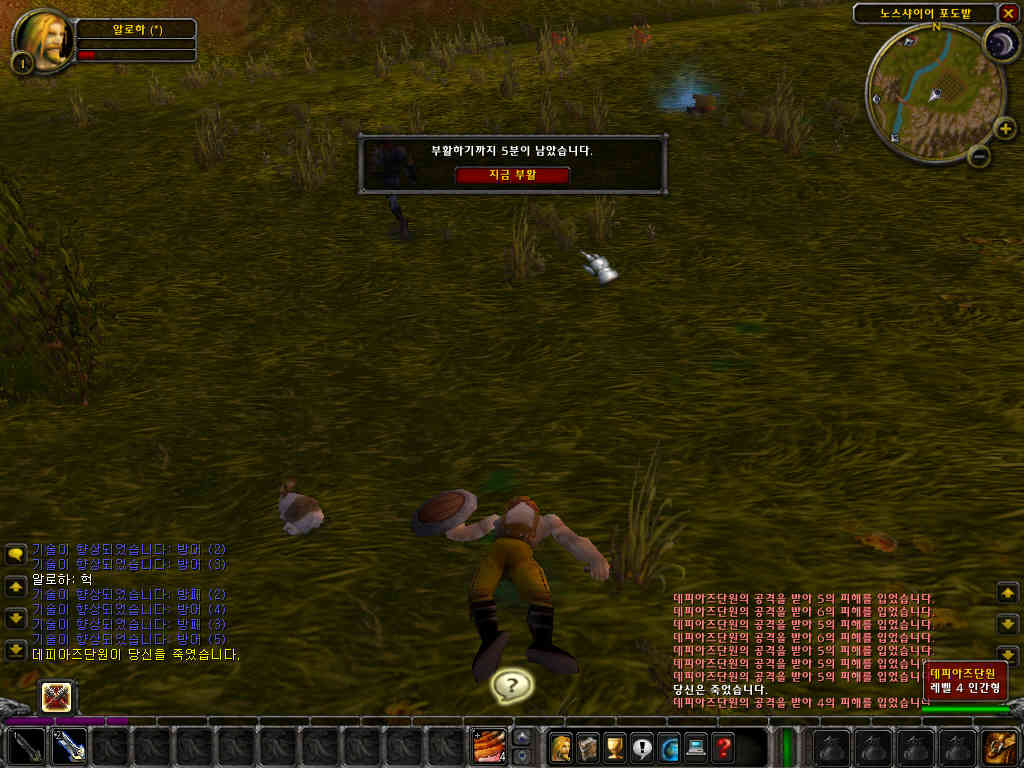 알로하 (*)
1
노스샤이어 포도밭
N
부활하기까지 5분이 남았습니다.
지금 부활
기술이 향상되었습니다: 방어 (2)
기술이 향상되었습니다: 방어 (3)
알로하: 헉
기술이 향상되었습니다: 방패 (2)
기술이 향상되었습니다: 방어 (4)
기술이 향상되었습니다: 방패 (3)
기술이 향상되었습니다: 방어 (5)
데피아즈단원이 당신을 죽였습니다.
데피아즈단원의 공격을 받아 5의 피해를 입었습니다.
데피아즈단원의 공격을 받아 6의 피해를 입었습니다.
데피아즈단원의 공격을 받아 5의 피해를 입었습니다.
데피아즈단원의 공격을 받아 6의 피해를 입었습니다.
데피아즈단원의 공격을 받아 5의 피해를 입었습니다.
데피아즈단원의 공격을 받아 5의 피해를 입었습니다.
데피아즈단원의 공격을 받아 5의 피해를 입었습니다.
당신은 죽었습니다.
데피아즈단원의 공격을 받아 4의 피해를 입었습니다.
데피아즈단원
레벨 4 인간형
?
4
!
?